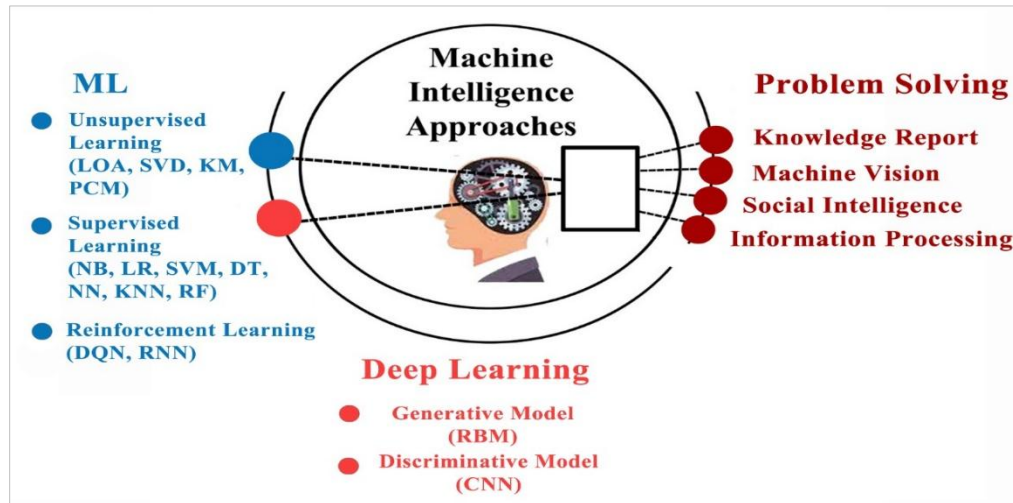 Machine
Intelligence
Approaches
ML
Unsupervised
Learning
(LOA, SVD, KM,
PCM)
Supervised
Learning
(NB, LR, SVM, DT,
NN, KNN, RF)
Reinforcement Learning
(DQN, RNN)
Deep Learning
Generative Model
(RBM)
Discriminative Model
(CNN)
Problem Solving
Knowledge Report
Machine Vision
Social Intelligence
Information Processing